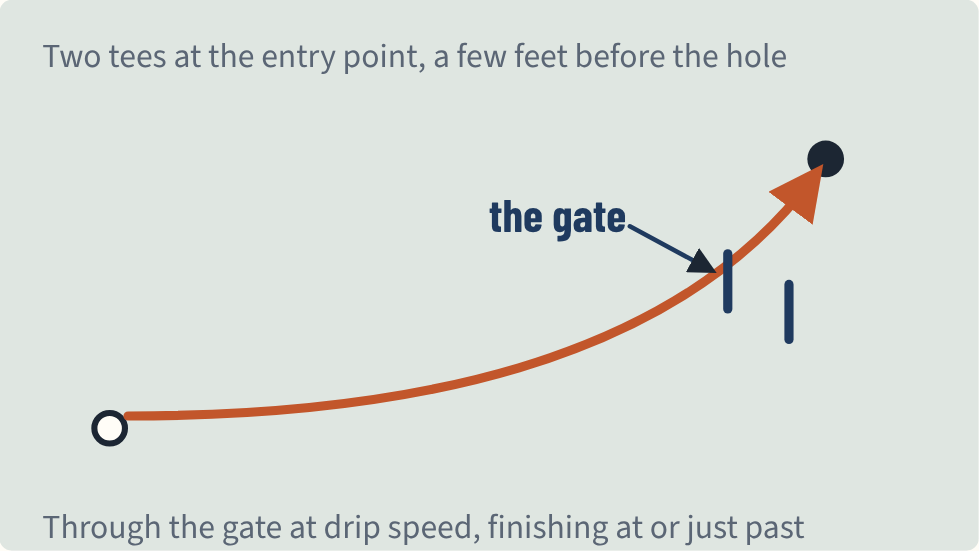 Two tees at the entry point, a few feet before the hole
the gate
Through the gate at drip speed, finishing at or just past